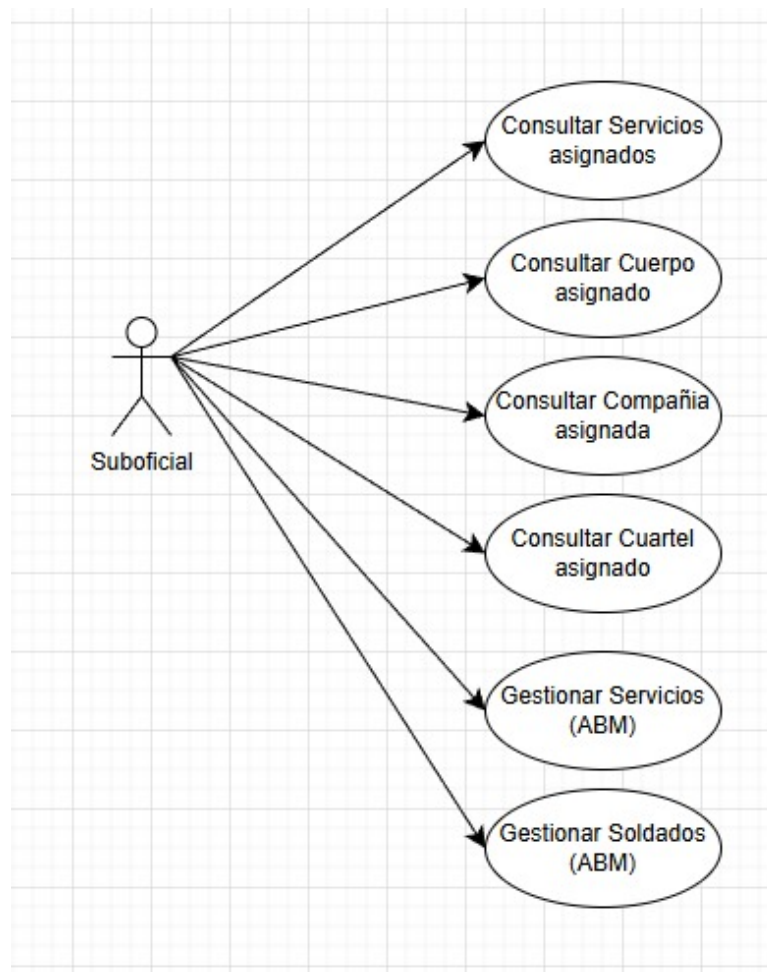 Consultar Servicios
asignados
Consultar Cuerpo
asignado
Consultar Compañia
asignada
Suboficial
Consultar Cuartel
asignado
Gestionar Servicios
(ABM)
Gestionar Soldados
(ABM)